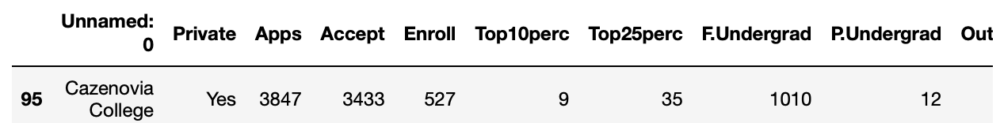 Unnamed: 0 Private Apps Accept Enroll Top10perc Top25perc F.Undergrad P.Undergrad Out
95 Cazenovia College Yes 3847 3433 527 9 35 1010 12